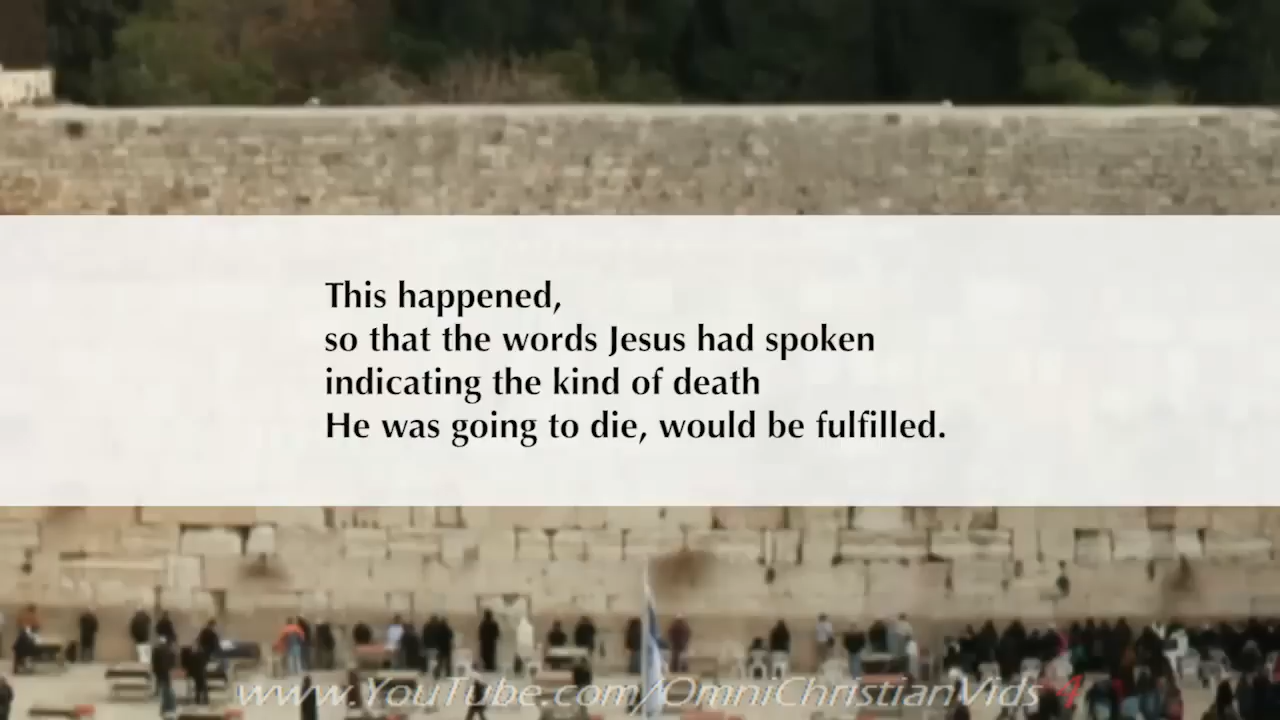 This happened,
so that the words Jesus had spoken
indicating the kind of death
He was going to die, would be fulfilled.
www.YouTube.com/OmniChristianVids